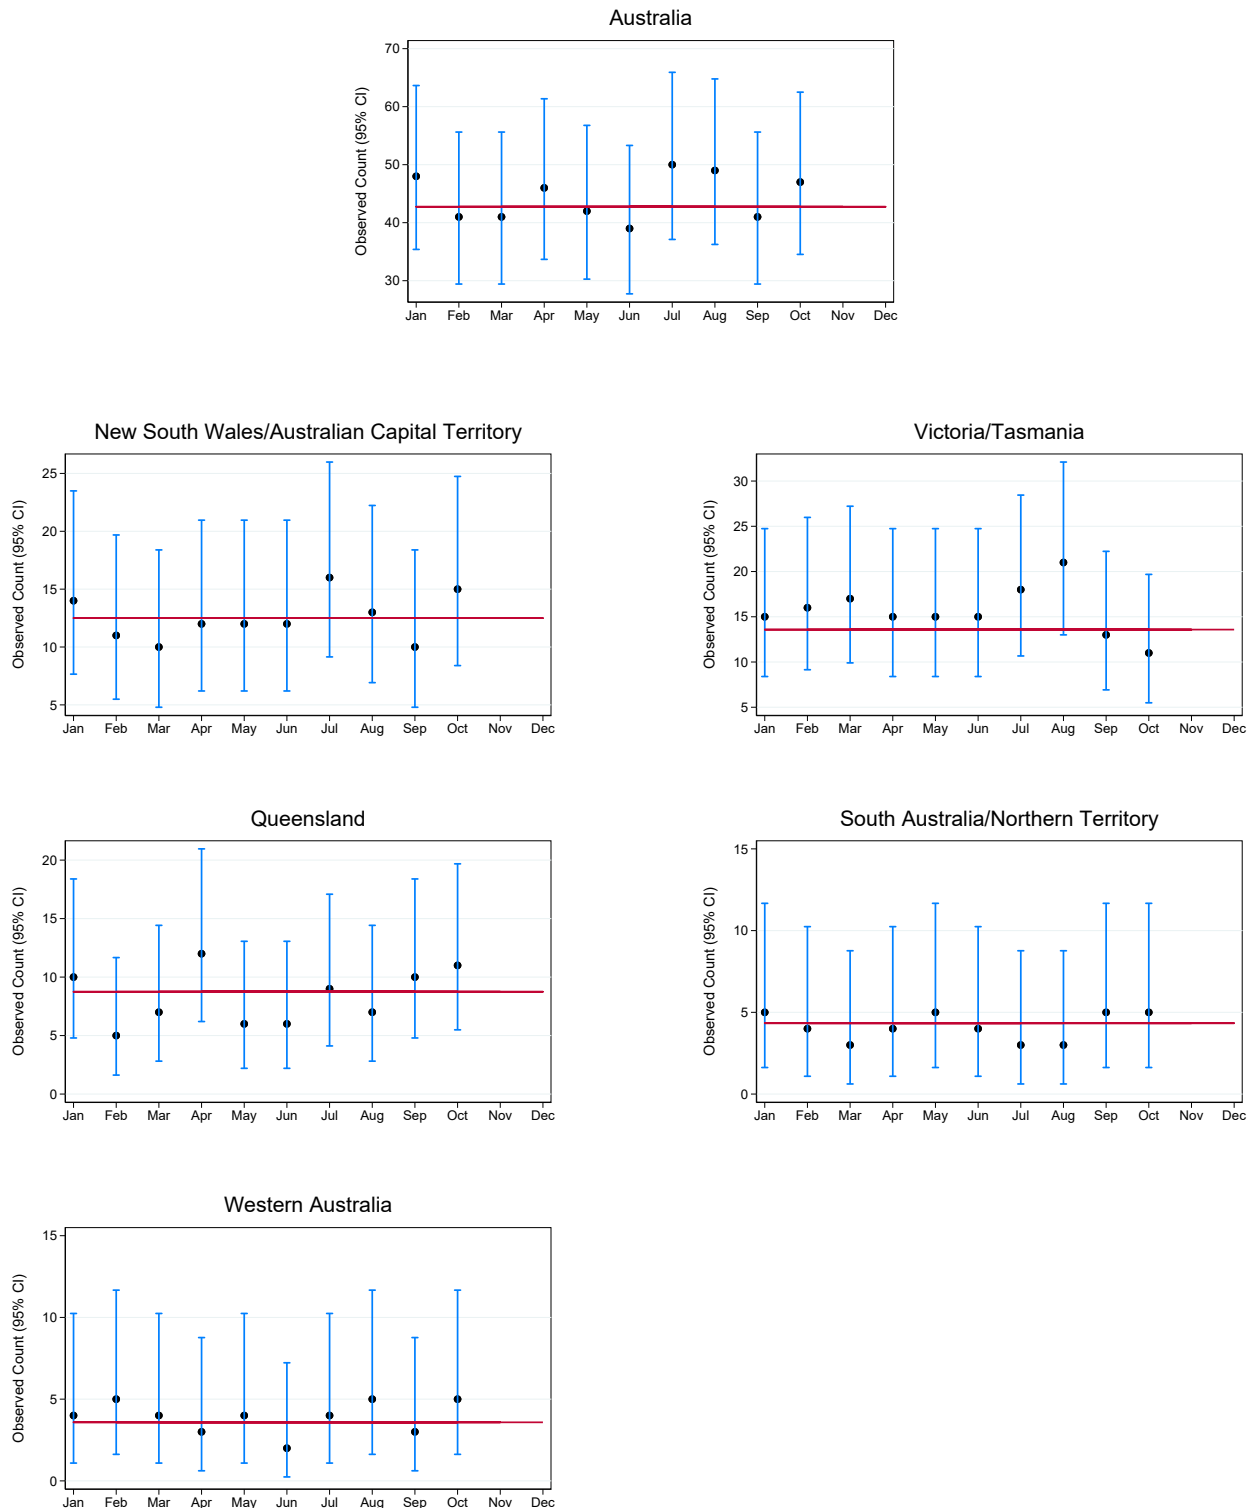 Australia
Observed Count (95% CI)
70
60
50
40
30
Jan Feb Mar Apr May Jun Jul Aug Sep Oct Nov Dec
New South Wales/Australian Capital Territory
Observed Count (95% CI)
25
20
15
10
5
Jan Feb Mar Apr May Jun Jul Aug Sep Oct Nov Dec
Victoria/Tasmania
Observed Count (95% CI)
30
25
20
15
10
5
Jan Feb Mar Apr May Jun Jul Aug Sep Oct Nov Dec
Queensland
Observed Count (95% CI)
20
15
10
5
0
Jan Feb Mar Apr May Jun Jul Aug Sep Oct Nov Dec
South Australia/Northern Territory
Observed Count (95% CI)
15
10
5
0
Jan Feb Mar Apr May Jun Jul Aug Sep Oct Nov Dec
Western Australia
Observed Count (95% CI)
15
10
5
0
Jan Feb Mar Apr May Jun Jul Aug Sep Oct Nov Dec